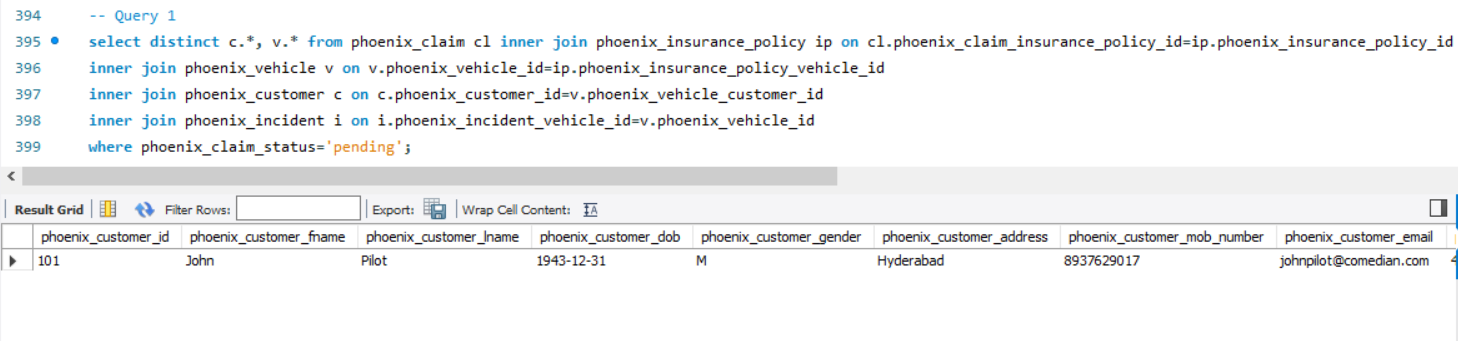 394 -- Query 1
395 select distinct c.*, v.* from phoenix_claim cl inner join phoenix_insurance_policy ip on cl.phoenix_claim_insurance_policy_id=ip.phoenix_insurance_policy_id
396 inner join phoenix_vehicle v on v.phoenix_vehicle_id=ip.phoenix_insurance_policy_vehicle_id
397 inner join phoenix_customer c on c.phoenix_customer_id=v.phoenix_vehicle_customer_id
398 inner join phoenix_incident i on i.phoenix_incident_vehicle_id=v.phoenix_vehicle_id
399 where phoenix_claim_status='pending';
Result Grid Filter Rows: Export: Wrap Cell Content:
phoenix_customer_id phoenix_customer_fname phoenix_customer_lname phoenix_customer_dob phoenix_customer_gender phoenix_customer_address phoenix_customer_mob_number phoenix_customer_email
101 John Pilot 1943-12-31 M Hyderabad 8937629017 johnpilot@comedian.com